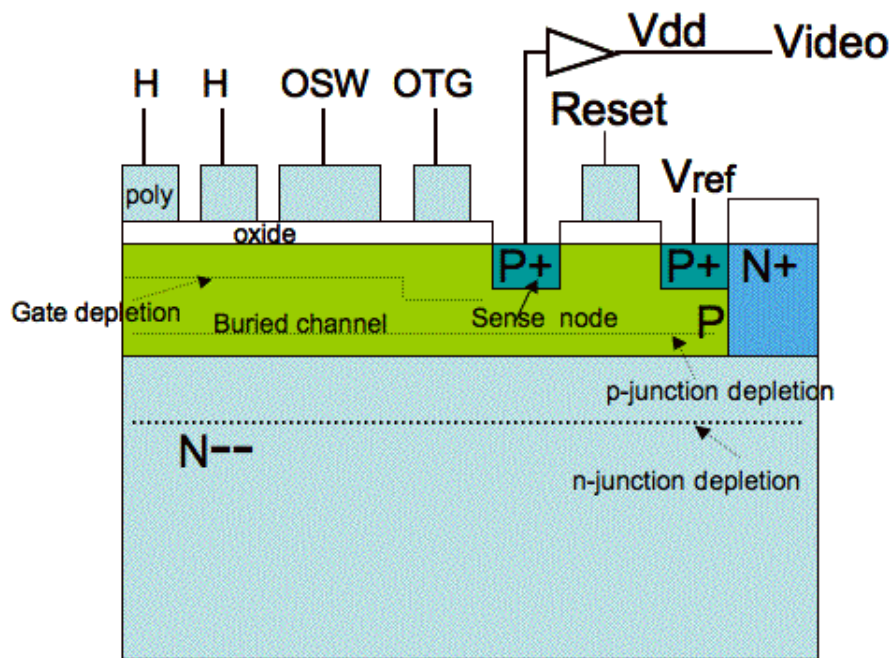 Vdd
Video
H
H
OSW
OTG
Reset
Vref
poly
oxide
P+
P+
N+
Gate depletion
Buried channel
Sense node
P
p-junction depletion
N--
n-junction depletion